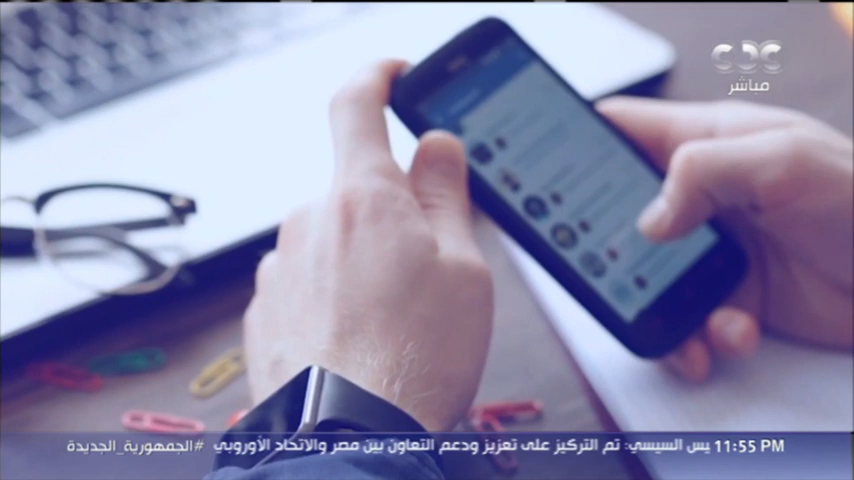 CBC
مباشر
11:55 PM يس السيسي: تم التركيز على تعزيز ودعم التعاون بين مصر والاتحاد الأوروبي #الجمهورية_الجديدة